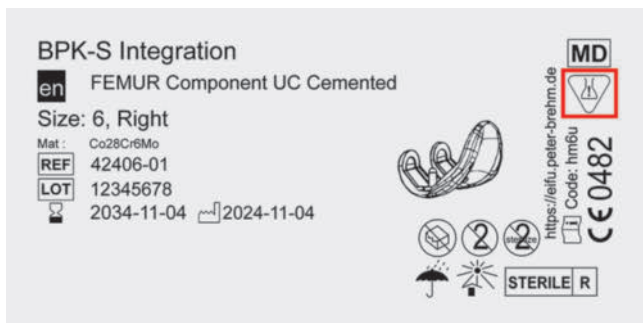 BPK-S Integration
en FEMUR Component UC Cemented
Size: 6, Right
Mat : Co28Cr6Mo
REF 42406-01
LOT 12345678
2034-11-04 2024-11-04
MD
https://eifu.peter-brehm.de
Code: hm6u
CE 0482
2
2
sterilize
STERILE R